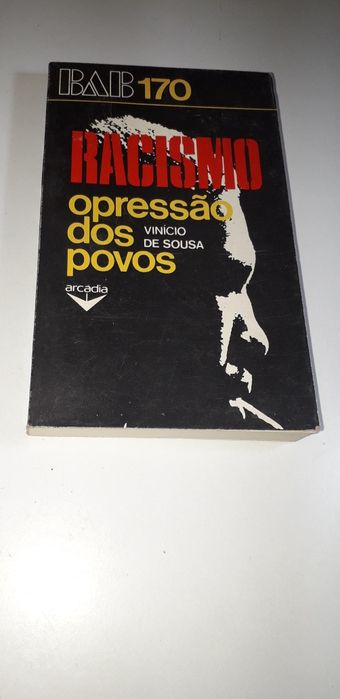 BAB 170
RACISMO
opressão
dos
povos
VINÍCIO
DE SOUSA
arcadia